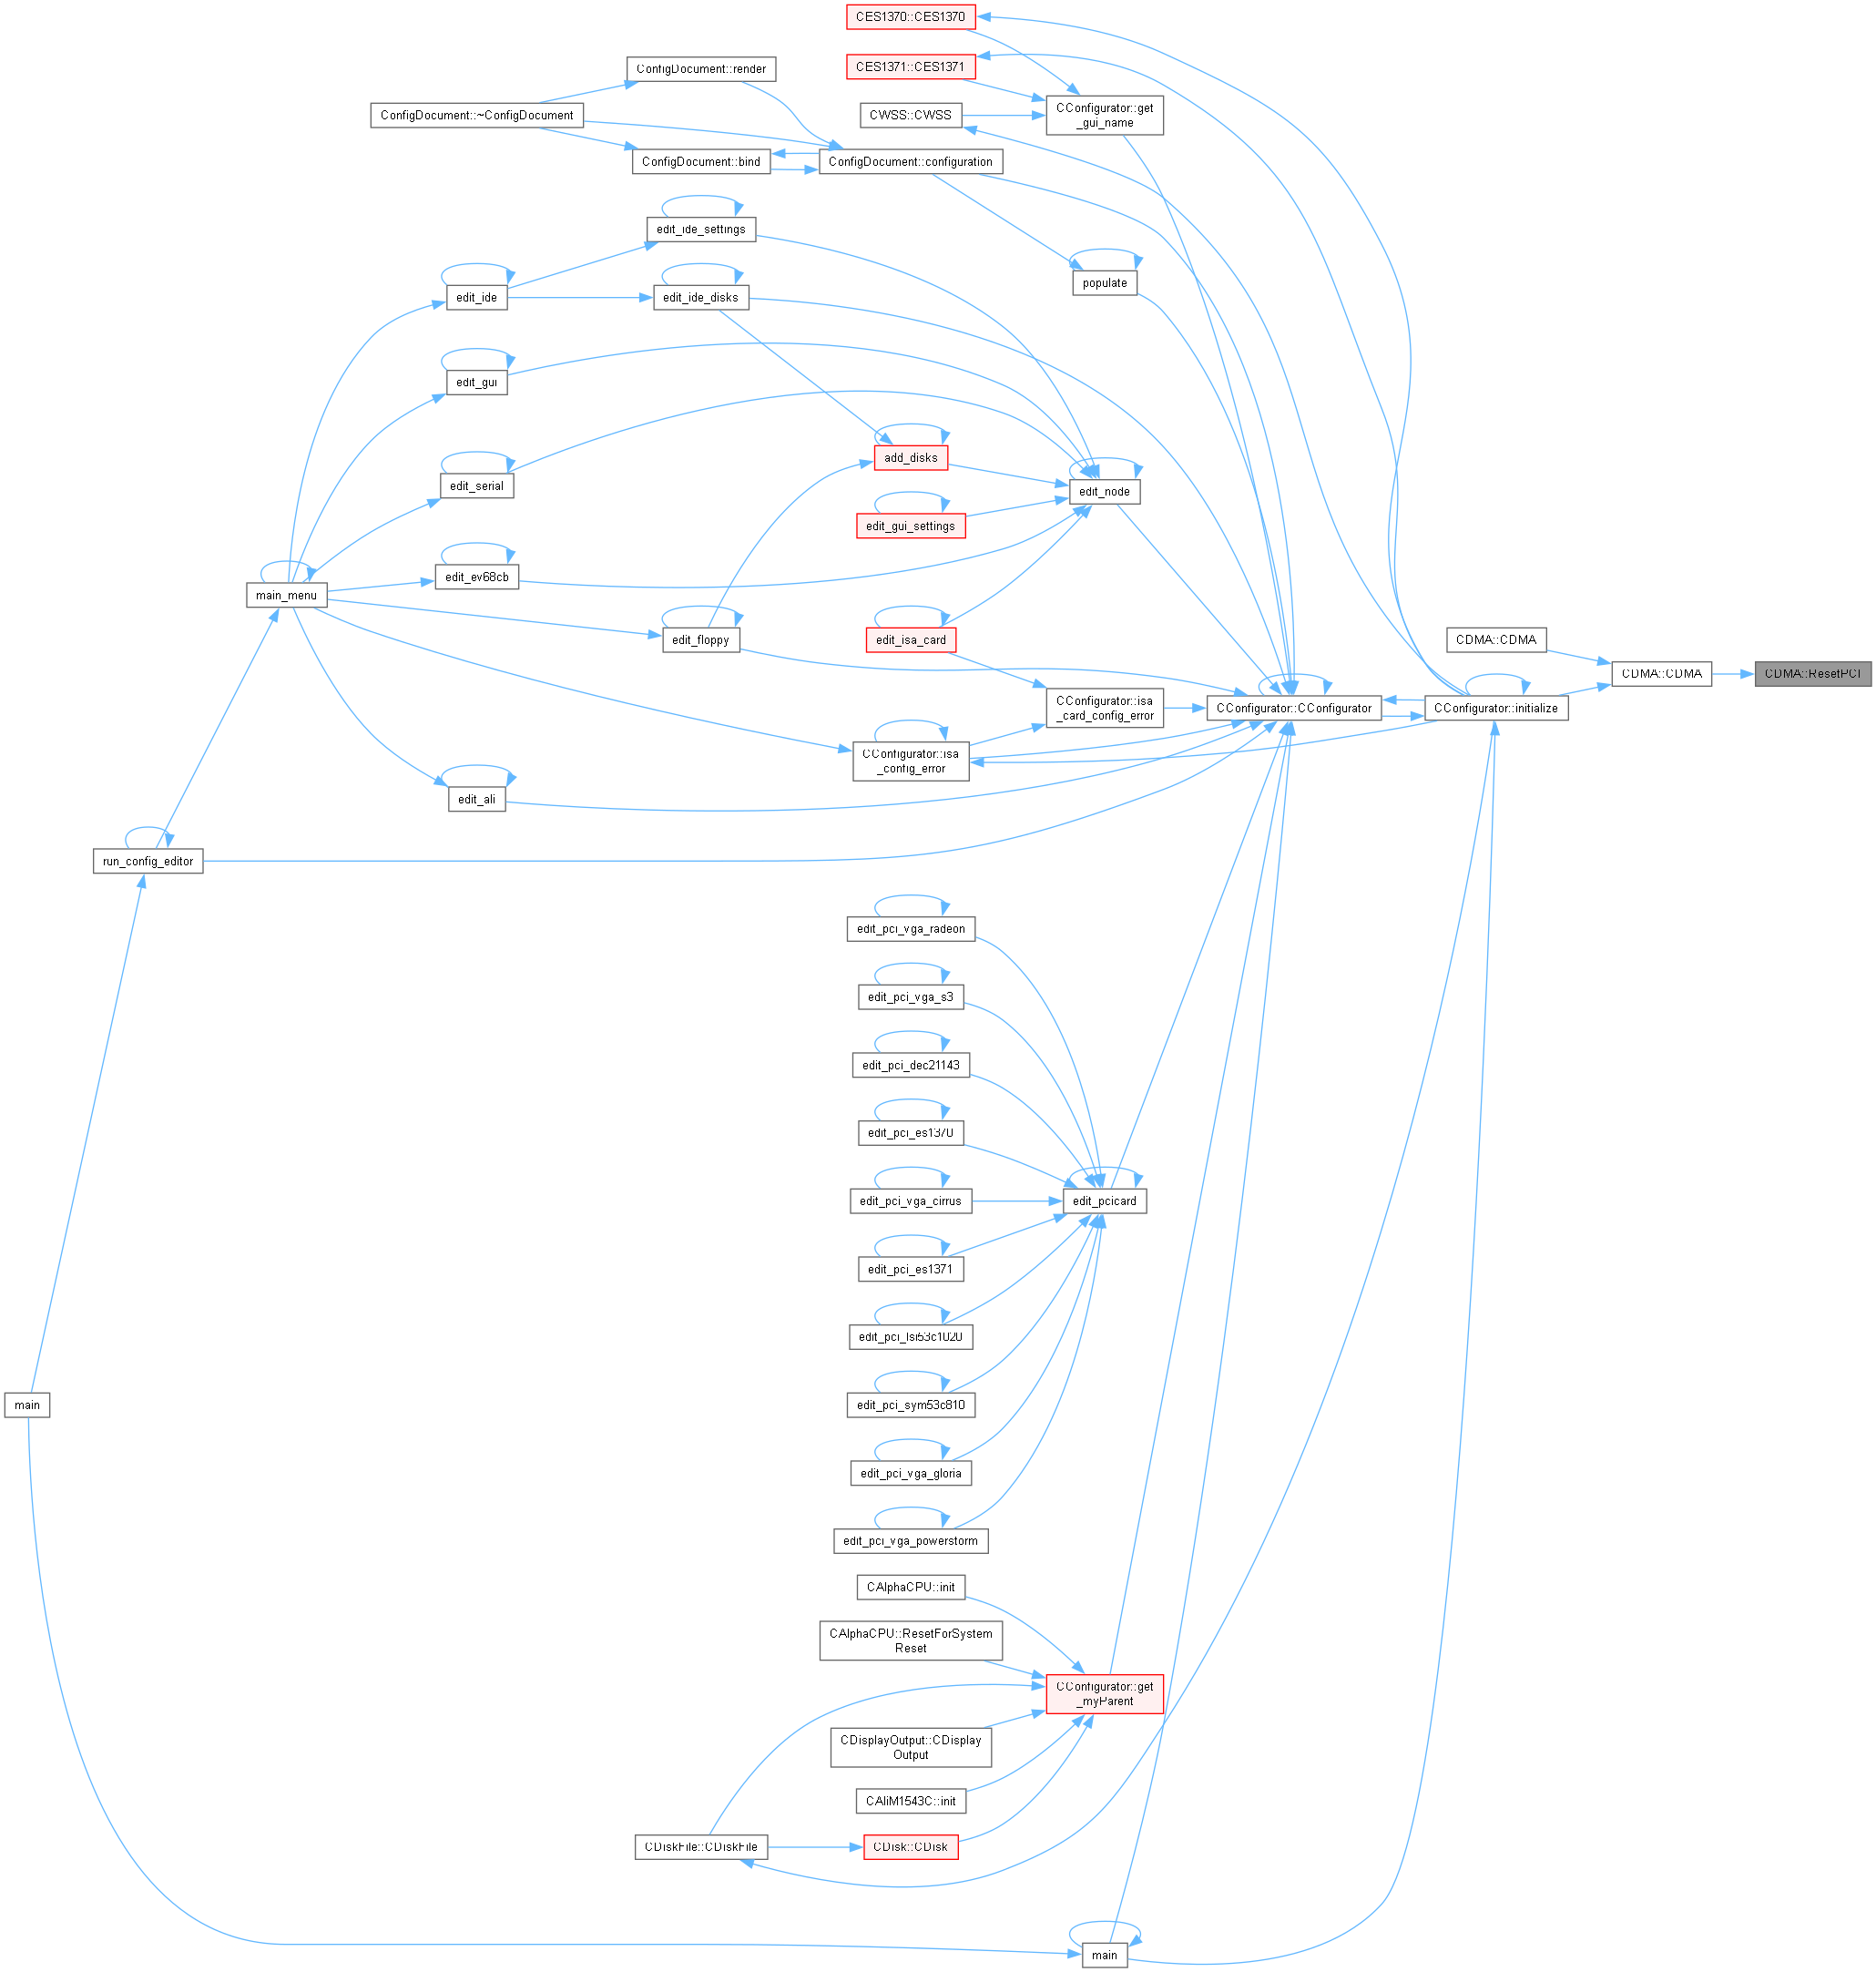 CES1370::CES1370
CES1371::CES1371
ConfigDocument::render
CConfigurator::get
_gui_name
ConfigDocument::~ConfigDocument
CWSS::CWSS
ConfigDocument::bind
ConfigDocument::configuration
edit_ide_settings
populate
edit_ide
edit_ide_disks
edit_gui
add_disks
edit_serial
edit_node
edit_gui_settings
edit_ev68cb
main_menu
edit_floppy
edit_isa_card
CDMA::CDMA
CDMA::CDMA
CDMA::ResetPCI
CConfigurator::isa
_card_config_error
CConfigurator::CConfigurator
CConfigurator::initialize
CConfigurator::isa
_config_error
edit_ali
run_config_editor
edit_pci_vga_radeon
edit_pci_vga_s3
edit_pci_dec21143
edit_pci_es1370
edit_pci_vga_cirrus
edit_pcicard
edit_pci_es1371
edit_pci_lsi53c1020
main
edit_pci_sym53c810
edit_pci_vga_gloria
edit_pci_vga_powerstorm
CAlphaCPU::init
CAlphaCPU::ResetForSystem
Reset
CConfigurator::get
_myParent
CDisplayOutput::CDisplay
Output
CAliM1543C::init
CDiskFile::CDiskFile
CDisk::CDisk
main